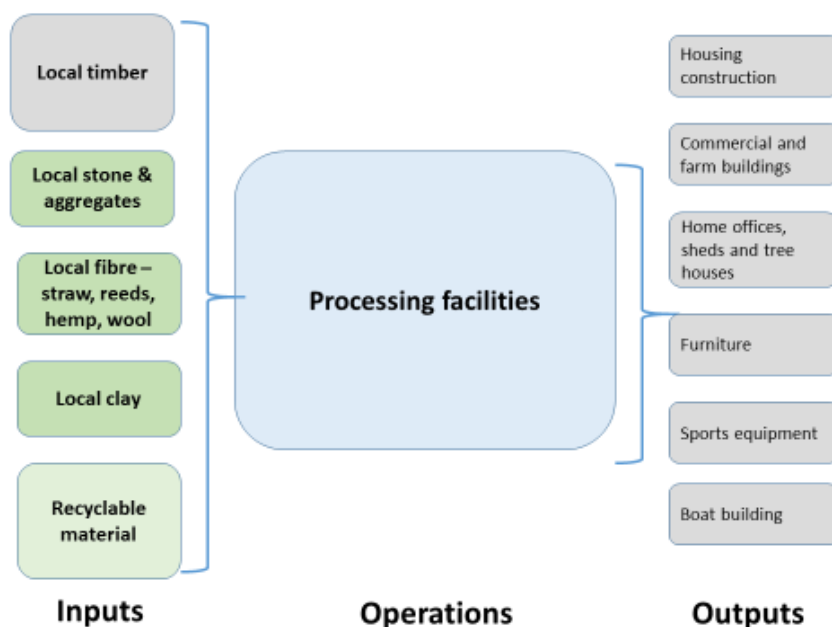 Local timber
Local stone &
aggregates
Local fibre –
straw, reeds,
hemp, wool
Local clay
Recyclable
material
Inputs
Processing facilities
Operations
Housing
construction
Commercial and
farm buildings
Home offices,
sheds and tree
houses
Furniture
Sports equipment
Boat building
Outputs